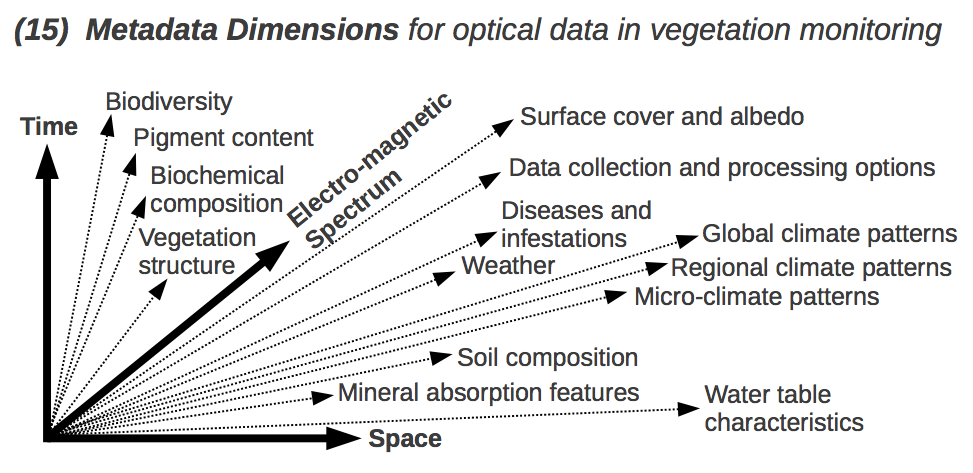 (15) Metadata Dimensions for optical data in vegetation monitoring
Time
Biodiversity
Pigment content
Biochemical
composition
Vegetation
structure
Electro-magnetic
Spectrum
Surface cover and albedo
Data collection and processing options
Diseases and
infestations
Weather
Global climate patterns
Regional climate patterns
Micro-climate patterns
Soil composition
Mineral absorption features
Water table
characteristics
Space